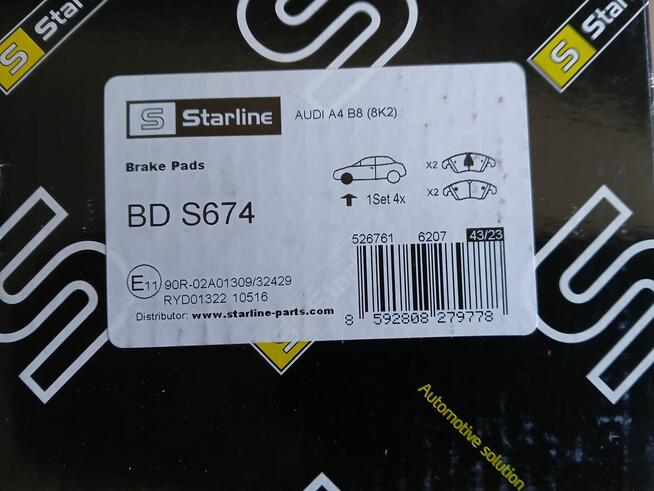 Starline
Starline
S Starline
AUDI A4 B8 (8K2)
Brake Pads
X2
BD S674
X2
1Set 4x
526761 6207 43/23
E11 90R-02A01309/32429
RYD01322 10516
Distributor: www.starline-parts.com
8 592808 279778
Automotive solution